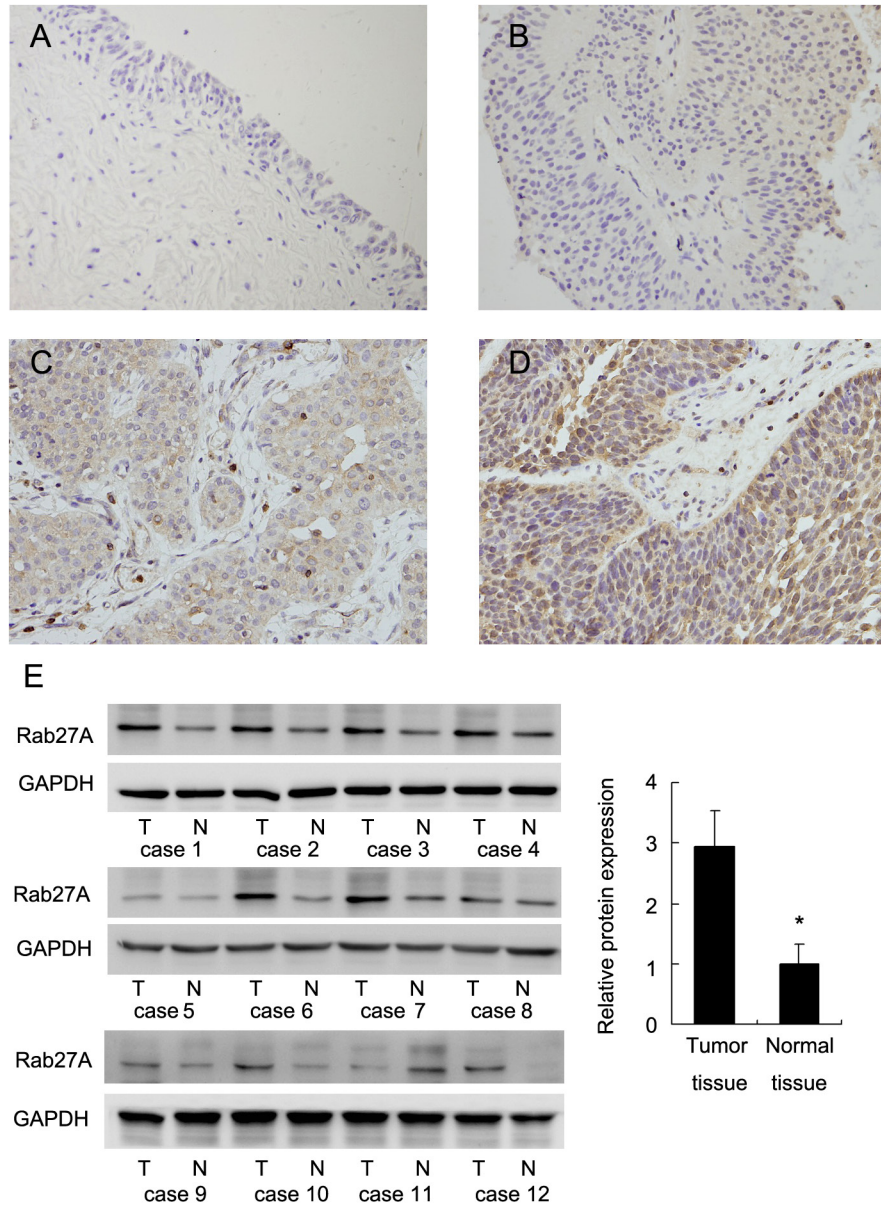 A
B
C
D
E
Rab27A
GAPDH
T N T N T N T N
case 1 case 2 case 3 case 4
Rab27A
GAPDH
T N T N T N T N
case 5 case 6 case 7 case 8
Rab27A
GAPDH
T N T N T N T N
case 9 case 10 case 11 case 12
Relative protein expression
4
3
2
1
0
*
Tumor Normal
tissue tissue